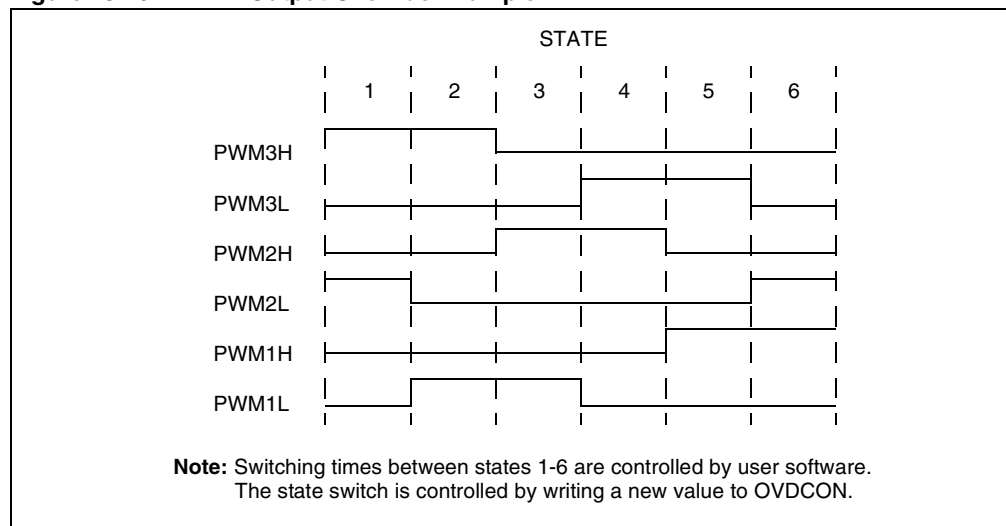 STATE
1 2 3 4 5 6
PWM3H
PWM3L
PWM2H
PWM2L
PWM1H
PWM1L
Note: Switching times between states 1-6 are controlled by user software.
The state switch is controlled by writing a new value to OVDCON.